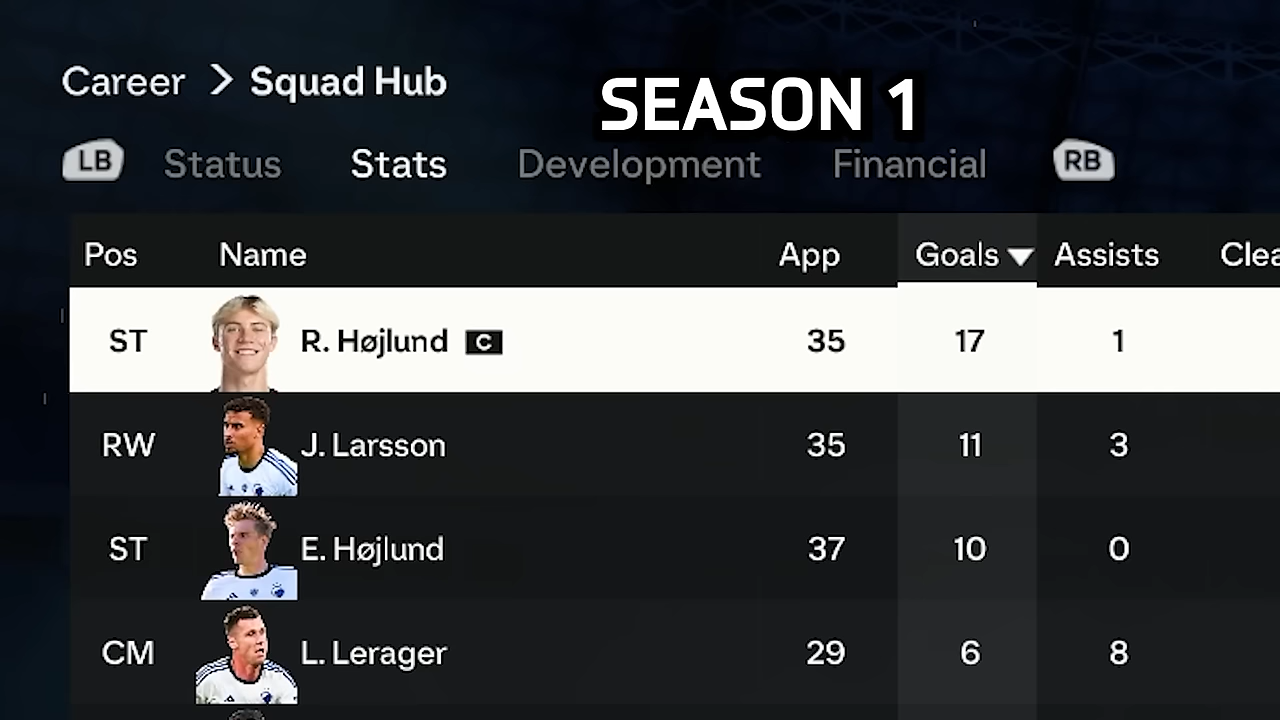 Career > Squad Hub
SEASON 1
LB Status Stats Development Financial RB
Pos Name App Goals ▼ Assists Clea
ST R. Højlund C 35 17 1
RW J. Larsson 35 11 3
ST E. Højlund 37 10 0
CM L. Lerager 29 6 8